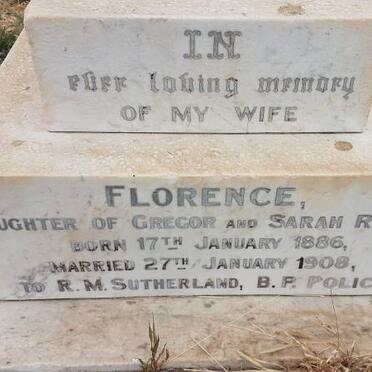 IN
ever loving memory
OF MY WIFE
FLORENCE,
UGHTER OF GREGOR AND SARAH R
BORN 17TH JANUARY 1886,
MARRIED 27TH JANUARY 1908,
TO R. M. SUTHERLAND, B. P. POLIC